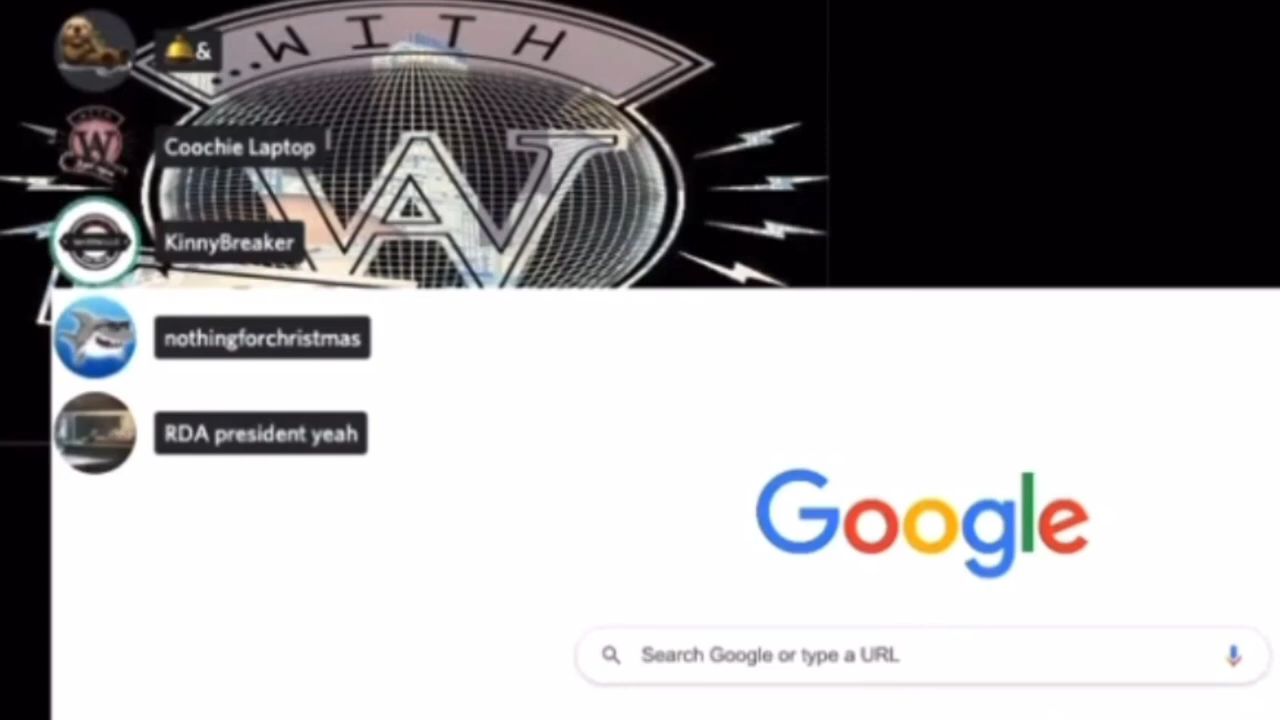 ...WITH
🔔&
Coochie Laptop
W
KinnyBreaker
nothingforchristmas
RDA president yeah
Google
Search Google or type a URL